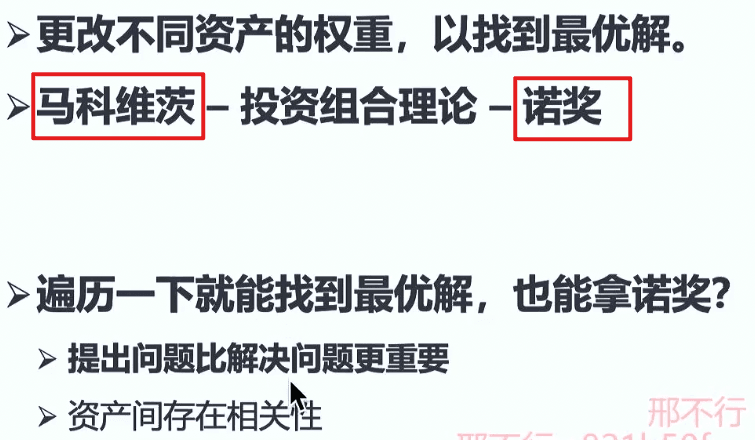 更改不同资产的权重，以找到最优解。
马科维茨 – 投资组合理论 – 诺奖
遍历一下就能找到最优解，也能拿诺奖？
提出问题比解决问题更重要
资产间存在相关性
邢不行